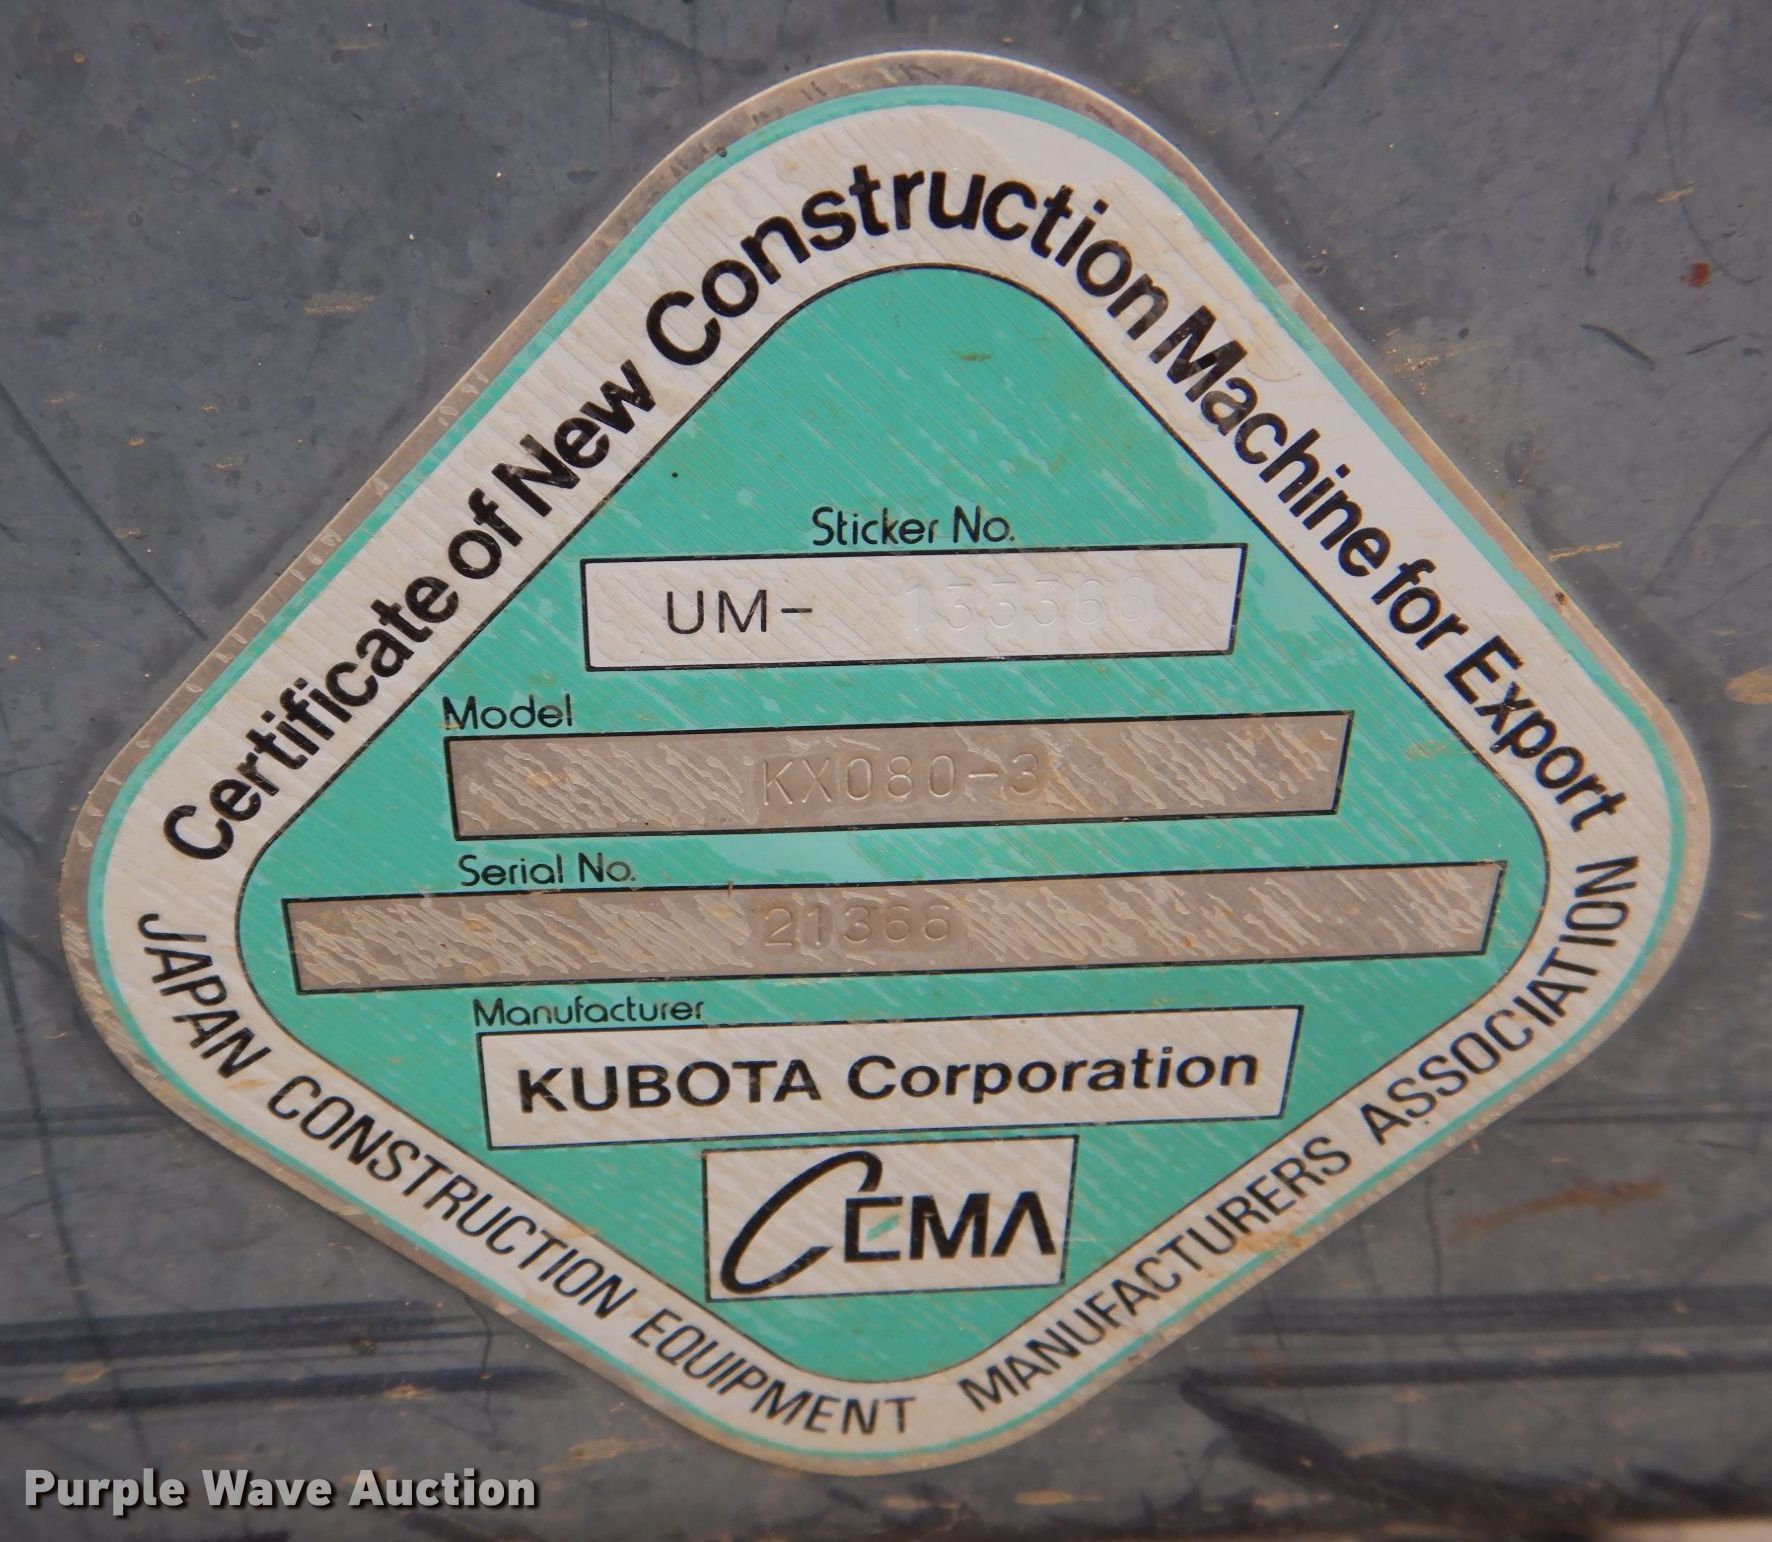 Certificate of New Construction Machine for Export
Sticker No.
UM- 133360
Model
KX080-3
Serial No.
21366
Manufacturer
KUBOTA Corporation
CEMA
JAPAN CONSTRUCTION EQUIPMENT MANUFACTURERS ASSOCIATION
Purple Wave Auction